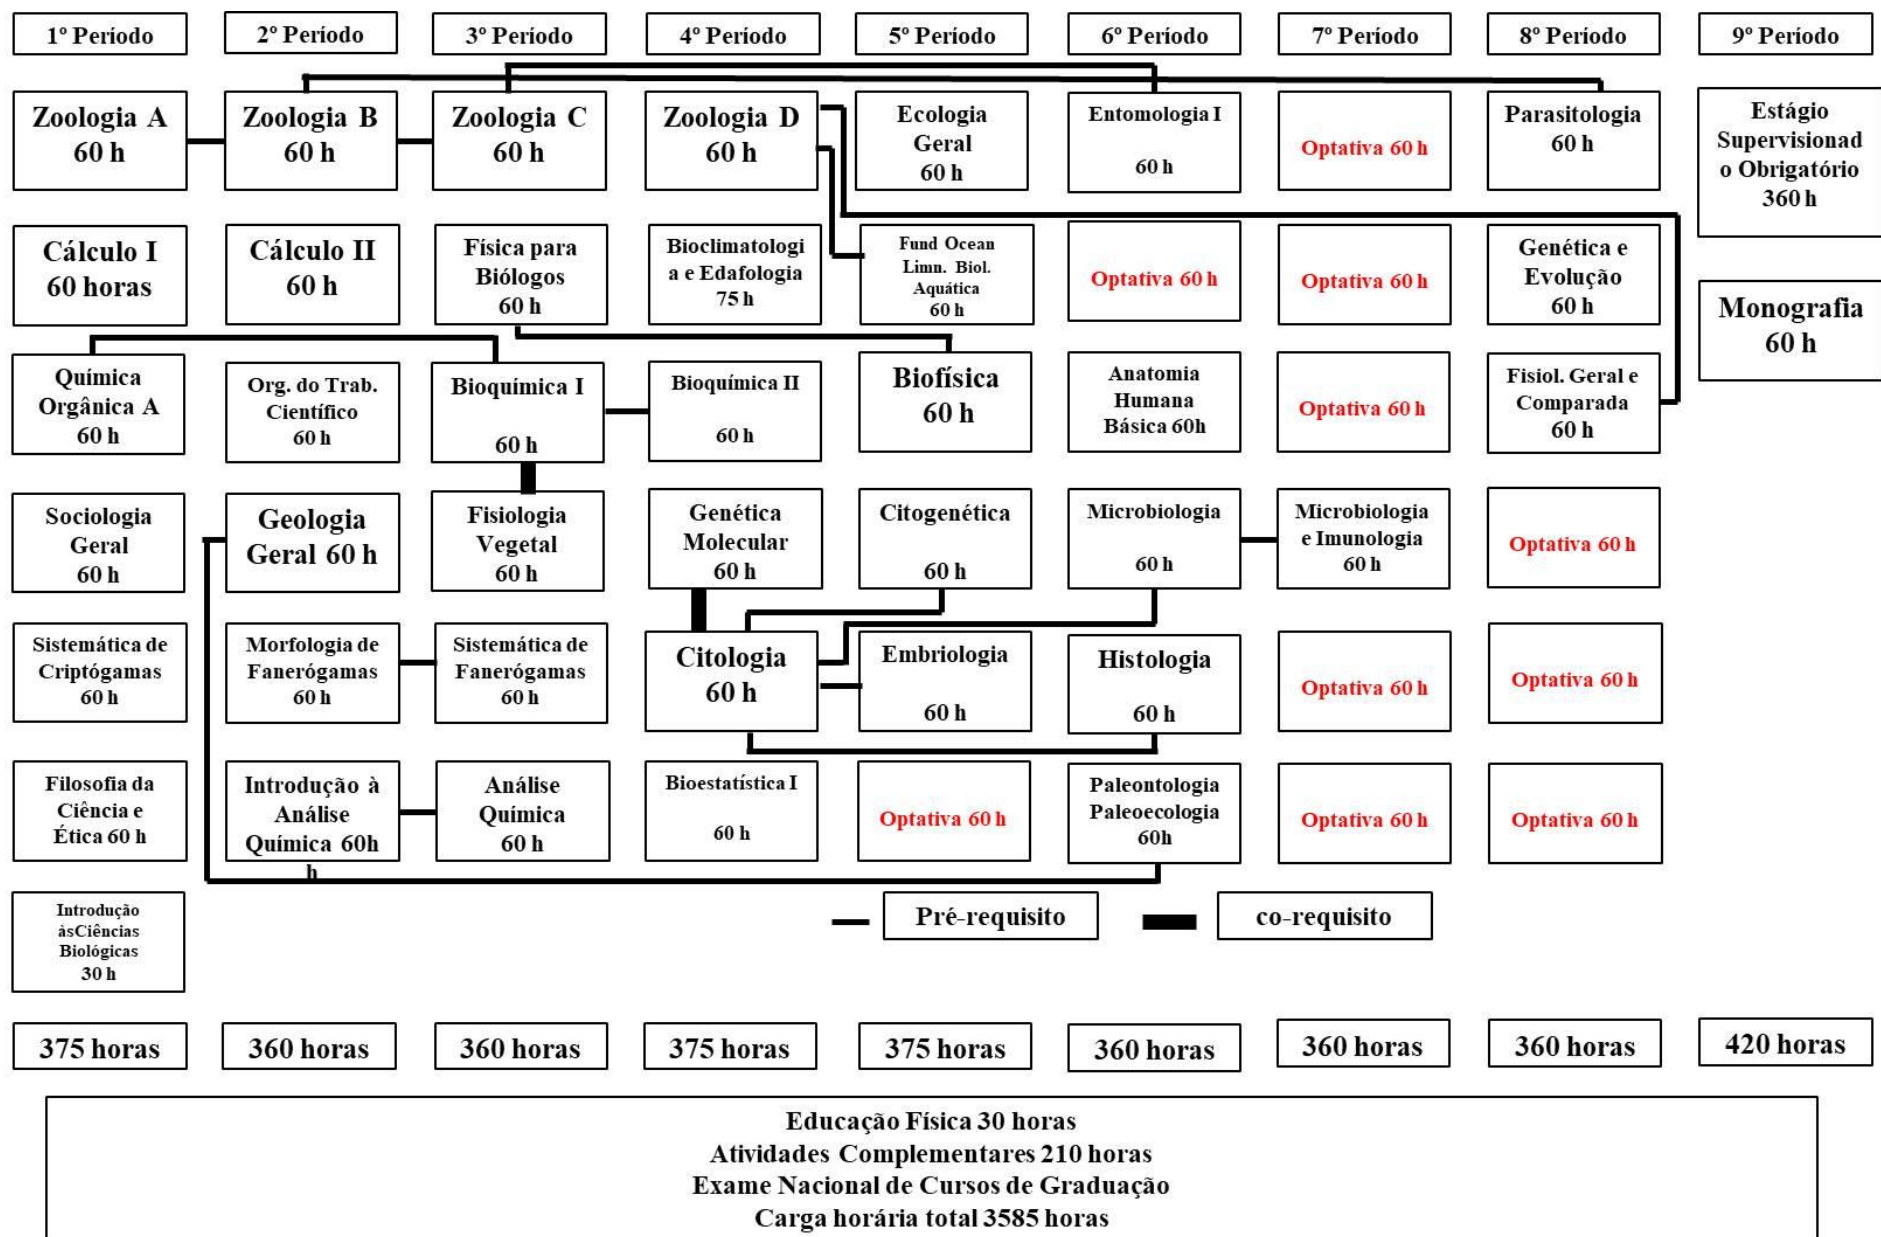 1º Período
2º Período
3º Período
4º Período
5º Período
6º Período
7º Período
8º Período
9º Período
Zoologia A
60 h
Zoologia B
60 h
Zoologia C
60 h
Zoologia D
60 h
Ecologia
Geral
60 h
Entomologia I
60 h
Optativa 60 h
Parasitologia
60 h
Estágio
Supervisionad
o Obrigatório
360 h
Cálculo I
60 horas
Cálculo II
60 h
Física para
Biólogos
60 h
Bioclimatologi
a e Edafologia
75 h
Fund Ocean
Limn. Biol.
Aquática
60 h
Optativa 60 h
Optativa 60 h
Genética e
Evolução
60 h
Monografia
60 h
Química
Orgânica A
60 h
Org. do Trab.
Científico
60 h
Bioquímica I
60 h
Bioquímica II
60 h
Biofísica
60 h
Anatomia
Humana
Básica 60h
Optativa 60 h
Fisiol. Geral e
Comparada
60 h
Sociologia
Geral
60 h
Geologia
Geral 60 h
Fisiologia
Vegetal
60 h
Genética
Molecular
60 h
Citogenética
60 h
Microbiologia
60 h
Microbiologia
e Imunologia
60 h
Optativa 60 h
Sistemática de
Criptógamas
60 h
Morfologia de
Fanerógamas
60 h
Sistemática de
Fanerógamas
60 h
Citologia
60 h
Embriologia
60 h
Histologia
60 h
Optativa 60 h
Optativa 60 h
Filosofia da
Ciência e
Ética 60 h
Introdução à
Análise
Química 60h
h
Análise
Química
60 h
Bioestatística I
60 h
Optativa 60 h
Paleontologia
Paleoecologia
60h
Optativa 60 h
Optativa 60 h
Introdução
àsCiências
Biológicas
30 h
Pré-requisito
co-requisito
375 horas
360 horas
360 horas
375 horas
375 horas
360 horas
360 horas
360 horas
420 horas
Educação Física 30 horas
Atividades Complementares 210 horas
Exame Nacional de Cursos de Graduação
Carga horária total 3585 horas